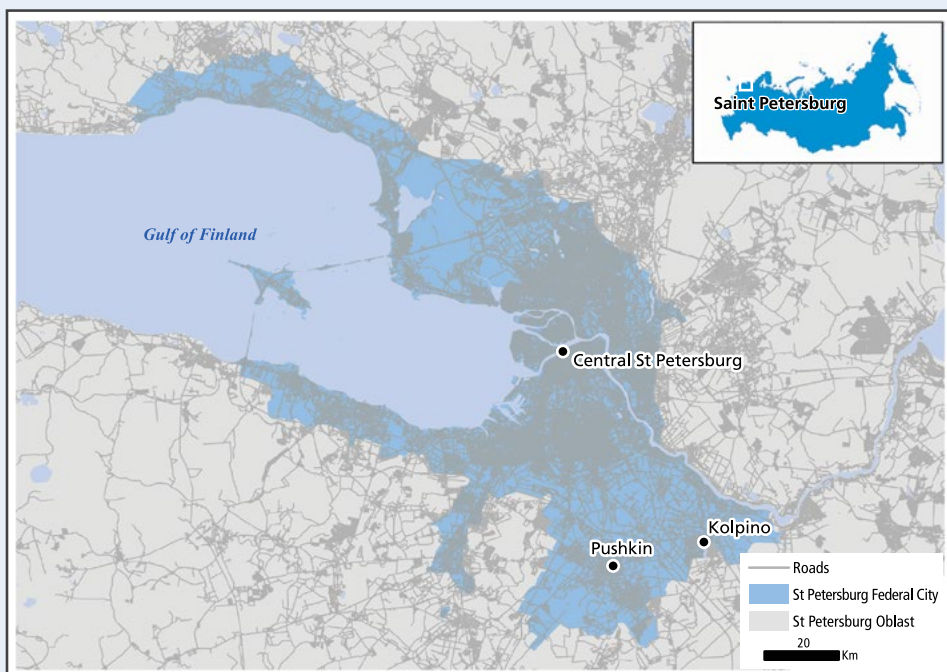 Saint Petersburg
Gulf of Finland
Central St Petersburg
Kolpino
Pushkin
Roads
St Petersburg Federal City
St Petersburg Oblast
20
Km